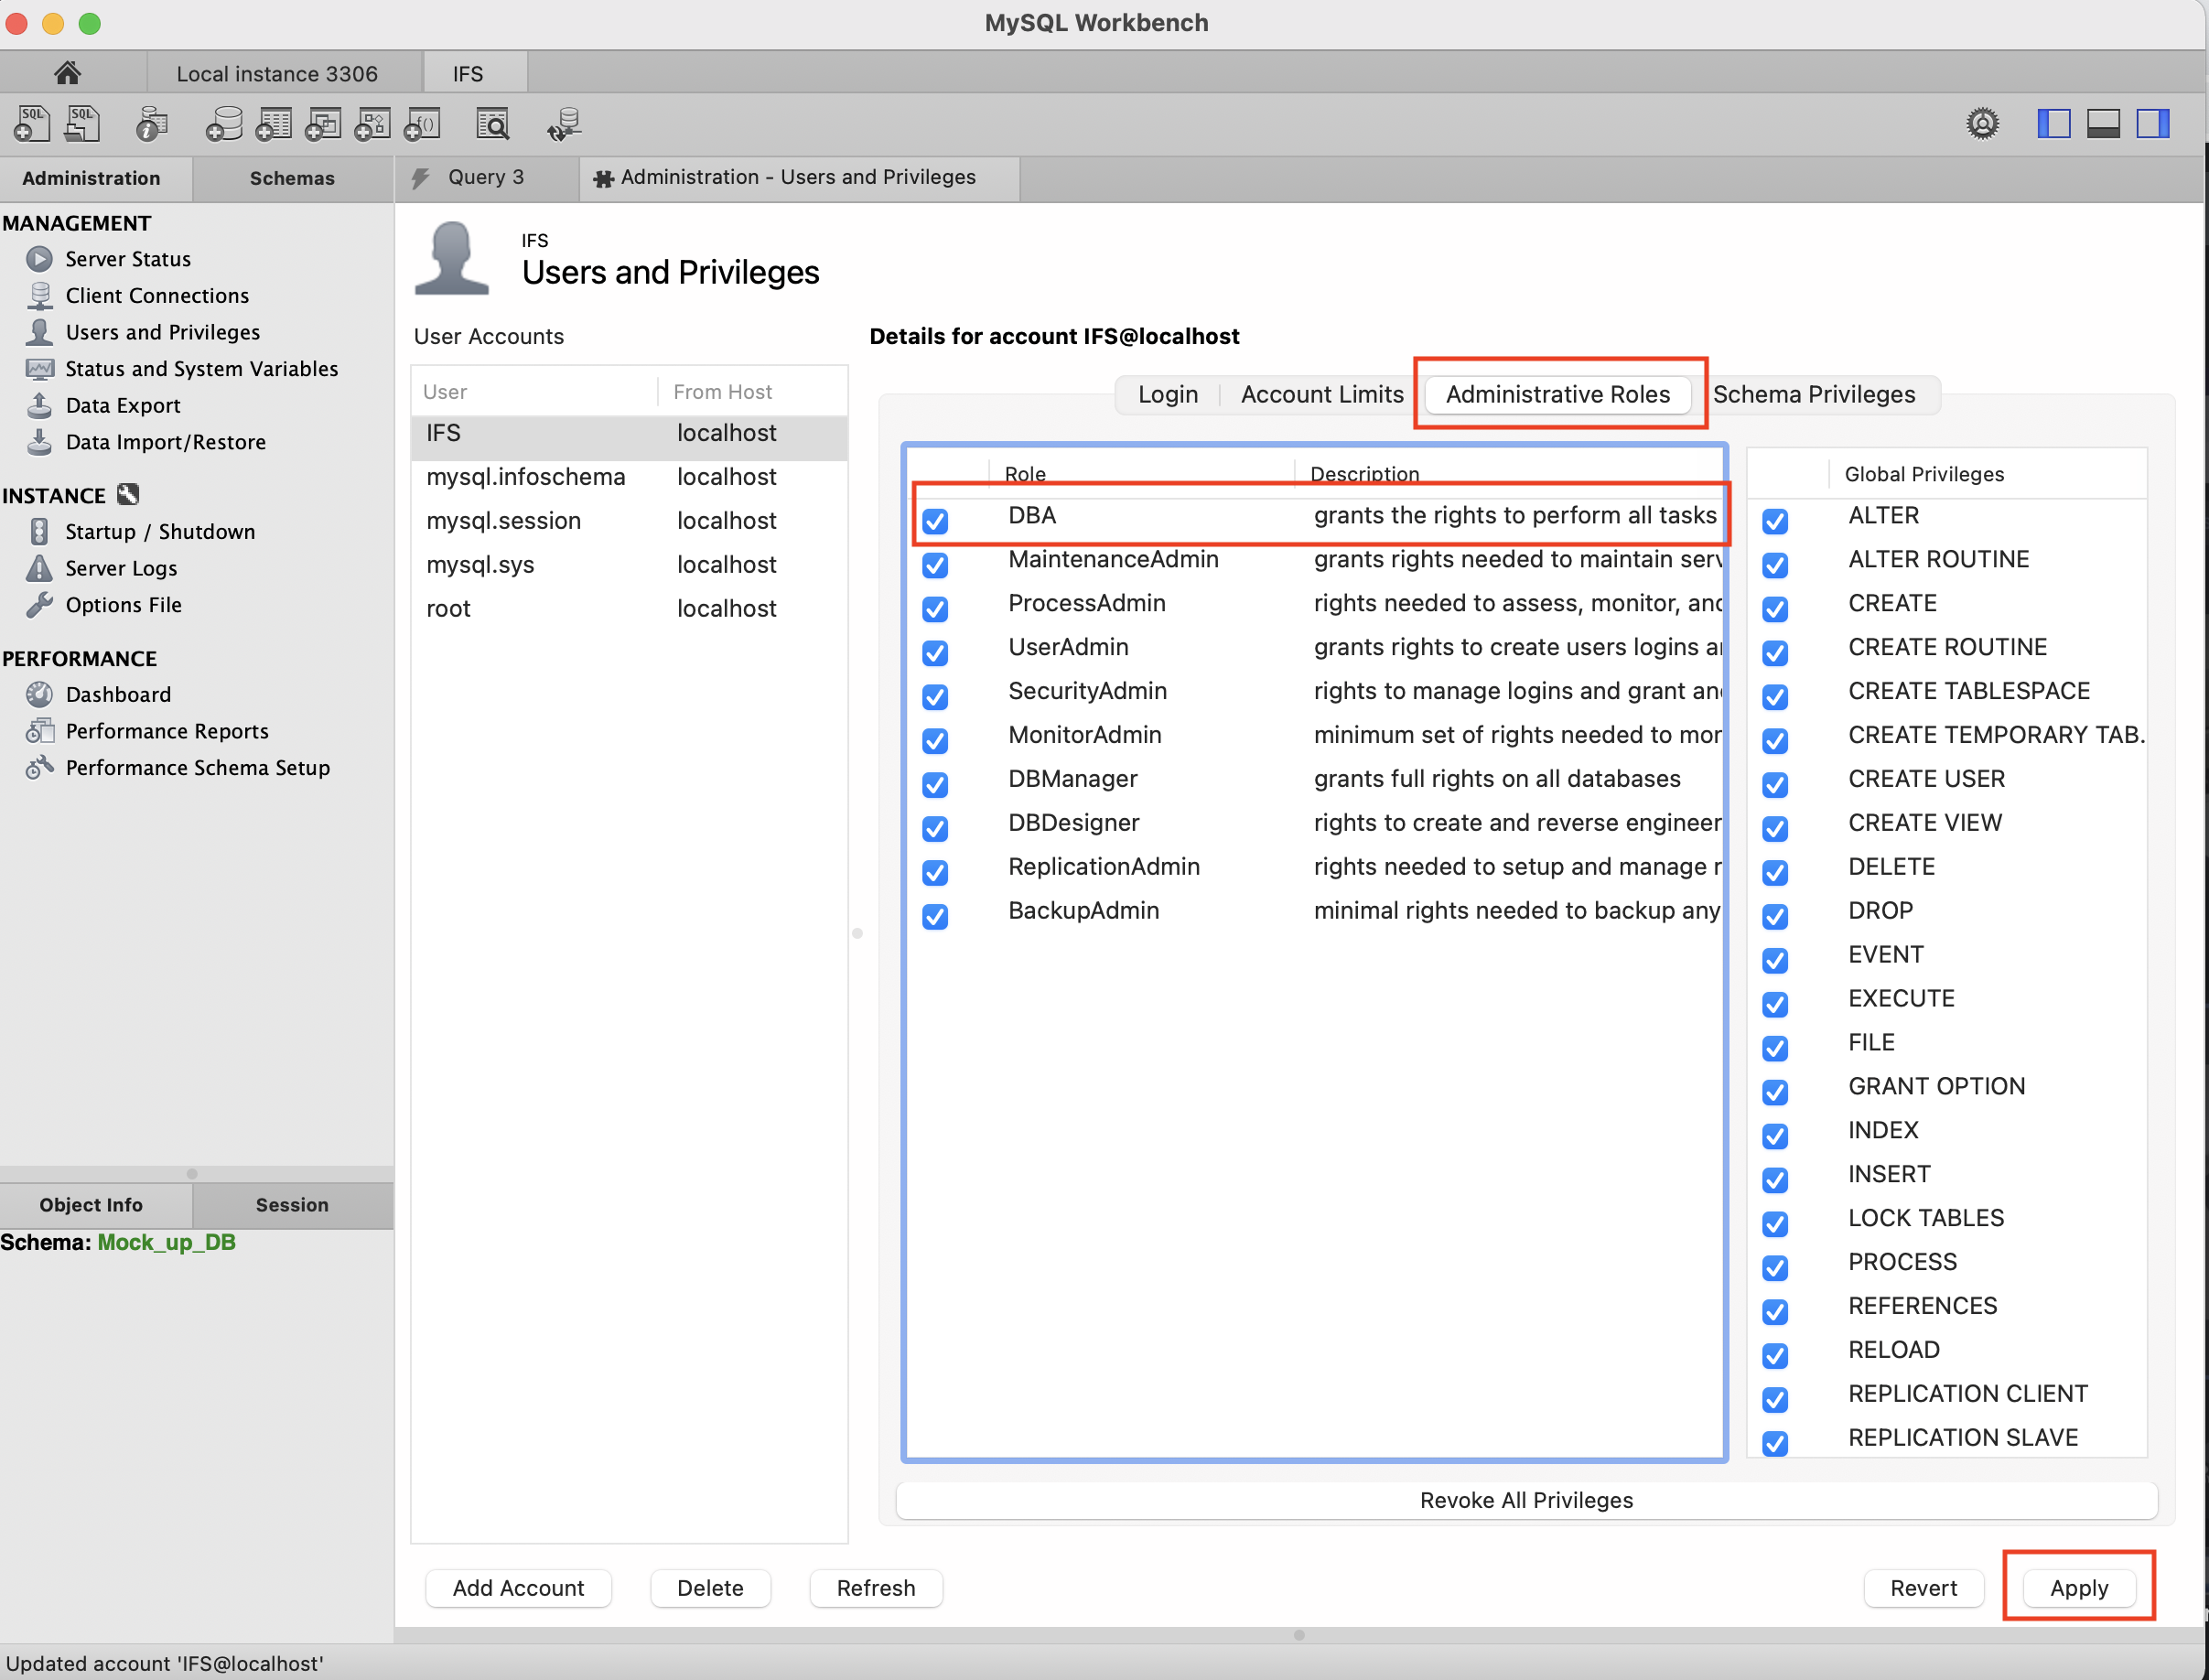 MySQL Workbench
Local instance 3306
IFS
SQL
SQL
Administration
Schemas
Query 3
Administration - Users and Privileges
MANAGEMENT
Server Status
Client Connections
Users and Privileges
Status and System Variables
Data Export
Data Import/Restore
INSTANCE
Startup / Shutdown
Server Logs
Options File
PERFORMANCE
Dashboard
Performance Reports
Performance Schema Setup
Object Info
Session
Schema: Mock_up_DB
IFS
Users and Privileges
User Accounts
User From Host
IFS localhost
mysql.infoschema localhost
mysql.session localhost
mysql.sys localhost
root localhost
Details for account IFS@localhost
Login
Account Limits
Administrative Roles
Schema Privileges
Role Description
DBA grants the rights to perform all tasks
MaintenanceAdmin grants rights needed to maintain serv
ProcessAdmin rights needed to assess, monitor, and
UserAdmin grants rights to create users logins a
SecurityAdmin rights to manage logins and grant an
MonitorAdmin minimum set of rights needed to mor
DBManager grants full rights on all databases
DBDesigner rights to create and reverse engineer
ReplicationAdmin rights needed to setup and manage r
BackupAdmin minimal rights needed to backup any
Global Privileges
ALTER
ALTER ROUTINE
CREATE
CREATE ROUTINE
CREATE TABLESPACE
CREATE TEMPORARY TAB.
CREATE USER
CREATE VIEW
DELETE
DROP
EVENT
EXECUTE
FILE
GRANT OPTION
INDEX
INSERT
LOCK TABLES
PROCESS
REFERENCES
RELOAD
REPLICATION CLIENT
REPLICATION SLAVE
Revoke All Privileges
Add Account
Delete
Refresh
Revert
Apply
Updated account 'IFS@localhost'